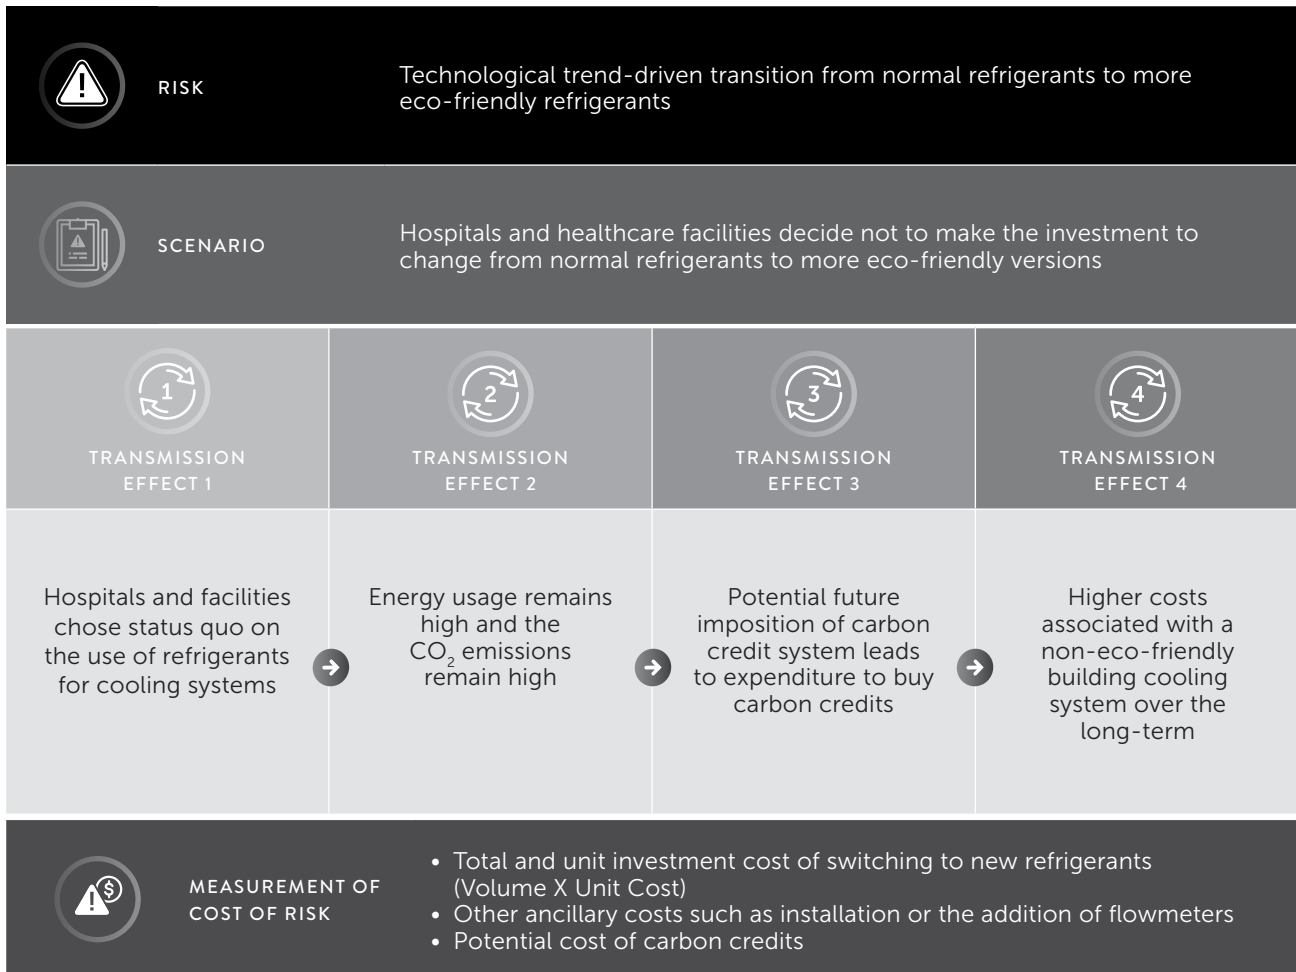 RISK
Technological trend-driven transition from normal refrigerants to more
eco-friendly refrigerants
SCENARIO
Hospitals and healthcare facilities decide not to make the investment to
change from normal refrigerants to more eco-friendly versions
1
TRANSMISSION
EFFECT 1
2
TRANSMISSION
EFFECT 2
3
TRANSMISSION
EFFECT 3
4
TRANSMISSION
EFFECT 4
Hospitals and facilities
chose status quo on
the use of refrigerants
for cooling systems
Energy usage remains
high and the
CO₂ emissions
remain high
Potential future
imposition of carbon
credit system leads
to expenditure to buy
carbon credits
Higher costs
associated with a
non-eco-friendly
building cooling
system over the
long-term
MEASUREMENT OF
COST OF RISK
• Total and unit investment cost of switching to new refrigerants
(Volume X Unit Cost)
• Other ancillary costs such as installation or the addition of flowmeters
• Potential cost of carbon credits